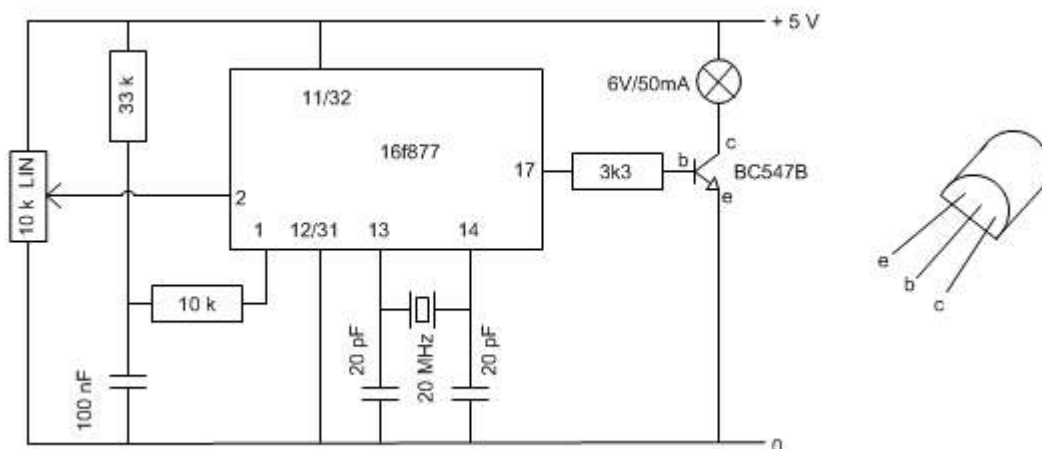 + 5 V
33 k
11/32
6V/50mA
16f877
c
10 k LIN
17
3k3
b
BC547B
2
e
1
12/31
13
14
e
b
c
10 k
100 nF
20 pF
20 MHz
20 pF
0